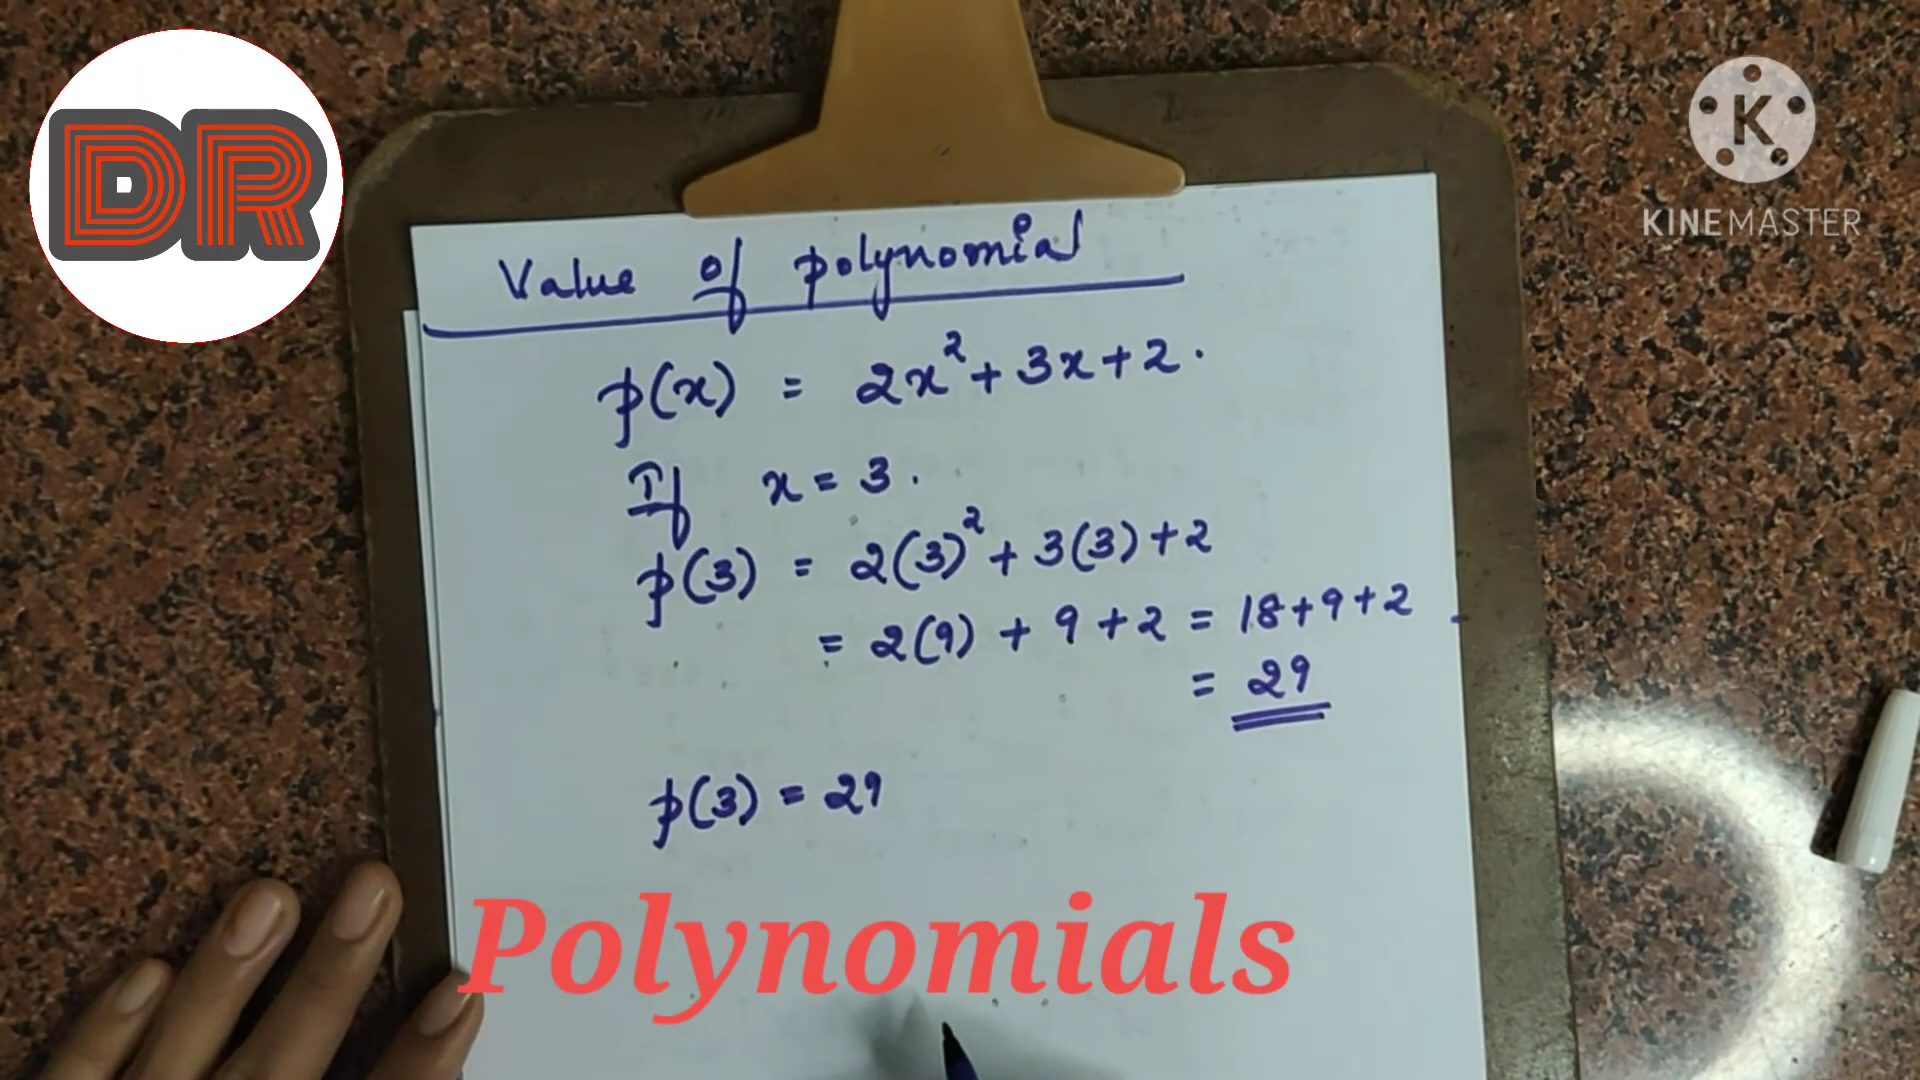 DR
K
KINEMASTER
Value of polynomial
p(x) = 2x² + 3x + 2.
If x = 3.
p(3) = 2(3)² + 3(3) + 2
= 2(9) + 9 + 2 = 18 + 9 + 2
= 29
p(3) = 29
Polynomials